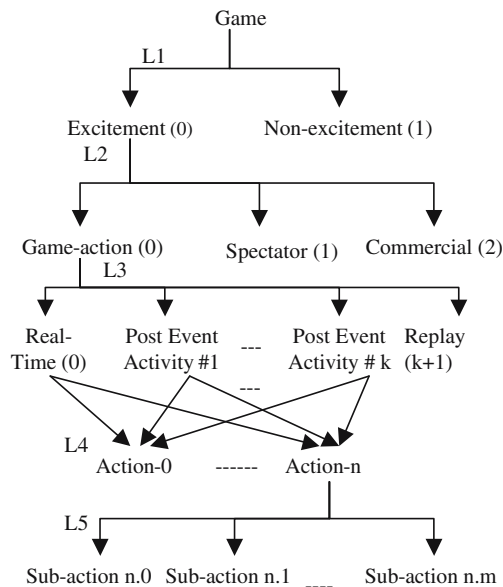 Game
L1
Excitement (0) Non-excitement (1)
L2
Game-action (0) Spectator (1) Commercial (2)
L3
Real- Post Event Post Event Replay
Time (0) Activity #1 --- Activity # k (k+1)
---
L4
Action-0 ------ Action-n
L5
Sub-action n.0 Sub-action n.1 ---- Sub-action n.m